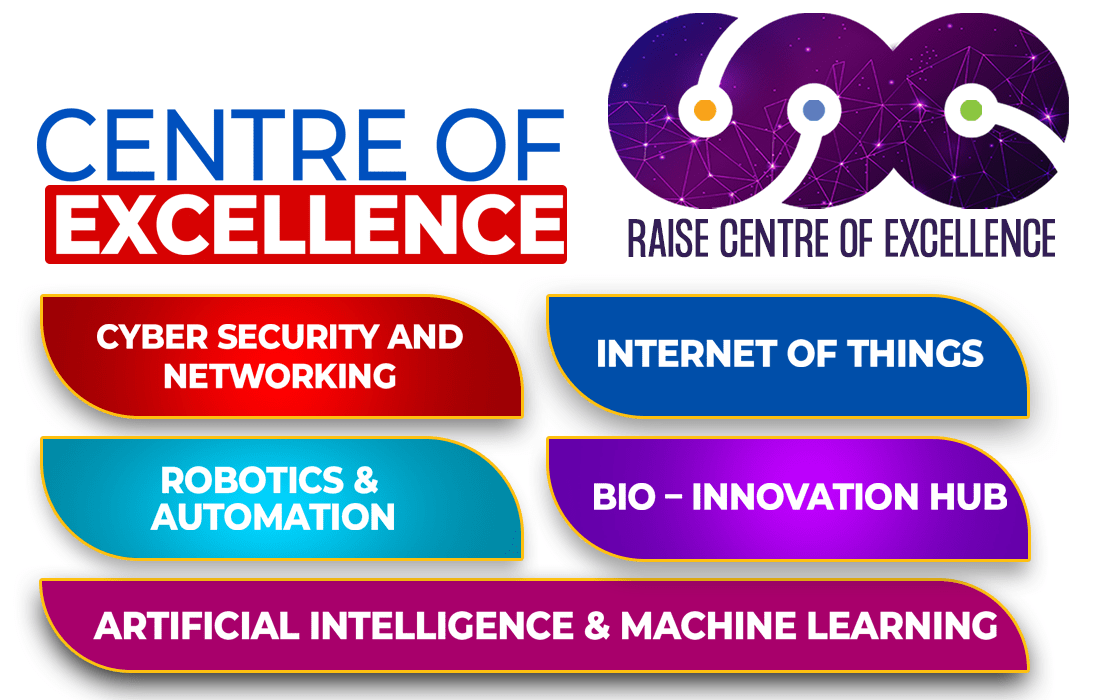 CENTRE OF
EXCELLENCE
RAISE CENTRE OF EXCELLENCE
CYBER SECURITY AND
NETWORKING
INTERNET OF THINGS
ROBOTICS &
AUTOMATION
BIO – INNOVATION HUB
ARTIFICIAL INTELLIGENCE & MACHINE LEARNING